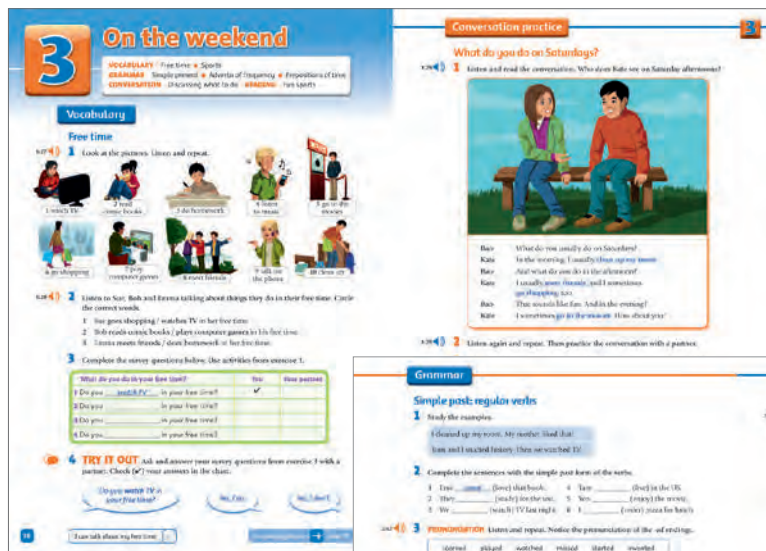 3
On the weekend
VOCABULARY Free time • Sports
GRAMMAR Simple present • Adverbs of frequency • Prepositions of time
CONVERSATION Discussing what to do READING Fun sports
Vocabulary
Free time
1 Look at the pictures. Listen and repeat.
1 watch TV
2 read comic books
3 do homework
4 listen to music
5 go to the movies
6 go shopping
7 play computer games
8 meet friends
9 talk on the phone
10 clean up
2 Listen to Sue, Bob and Emma talking about things they do in their free time. Circle
the correct words.
1 Sue goes shopping / watches TV in her free time.
2 Bob reads comic books / plays computer games in his free time.
3 Emma meets friends / does homework in her free time.
3 Complete the survey questions below. Use activities from exercise 1.
What do you do in your free time? You Your partner
1 Do you watch TV in your free time? ✔
2 Do you in your free time?
3 Do you in your free time?
4 Do you in your free time?
4 TRY IT OUT Ask and answer your survey questions from exercise 3 with a
partner. Check (✔) your answers in the chart.
Do you watch TV in
your free time?
Yes, I do.
No, I don't.
I can talk about my free time.
Conversation practice
3
What do you do on Saturdays?
1 Listen and read the conversation. Who does Kate see on Saturday afternoons?
Ben What do you usually do on Saturdays?
Kate In the morning, I usually clean up my room.
Ben And what do you do in the afternoon?
Kate I usually meet friends, and I sometimes
go shopping, too.
Ben That sounds like fun. And in the evening?
Kate I sometimes go to the movies. How about you?
2 Listen again and repeat. Then practice the conversation with a partner.
Grammar
Simple past: regular verbs
1 Study the examples.
I cleaned up my room. My mother liked that!
Tom and I studied history. Then we watched TV.
2 Complete the sentences with the simple past form of the verbs.
1 Tom loved (love) that book.
2 They (study) for the test.
3 We (watch) TV last night.
4 Tara (live) in the US.
5 You (enjoy) the movie.
6 I (order) pizza for lunch.
3 PRONUNCIATION Listen and repeat. Notice the pronunciation of the -ed endings.
played watched missed started invented